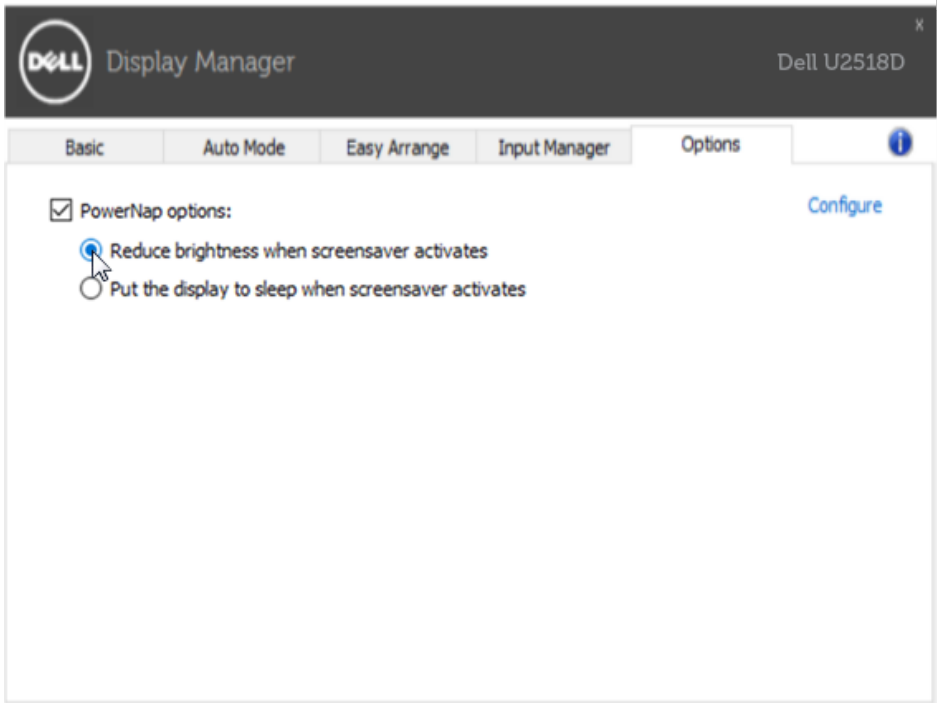 x
DELL
Display Manager
Dell U2518D
Basic Auto Mode Easy Arrange Input Manager Options i
PowerNap options:
Configure
Reduce brightness when screensaver activates
Put the display to sleep when screensaver activates